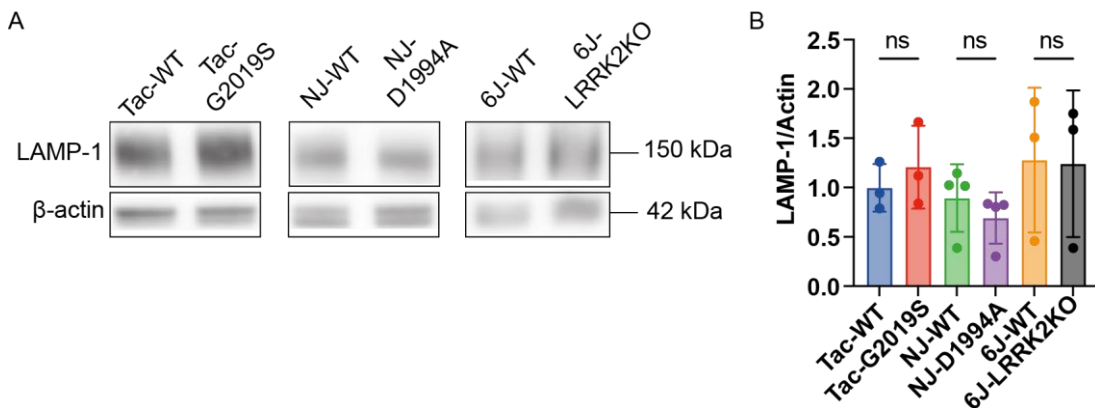 A
Tac-WT
Tac-
G2019S
NJ-WT
NJ-
D1994A
6J-WT
6J-
LRRK2KO
LAMP-1
150 kDa
β-actin
42 kDa
B
ns
ns
ns
LAMP-1/Actin
2.5
2.0
1.5
1.0
0.5
0.0
Tac-WT
Tac-G2019S
NJ-WT
NJ-D1994A
6J-WT
6J-LRRK2KO